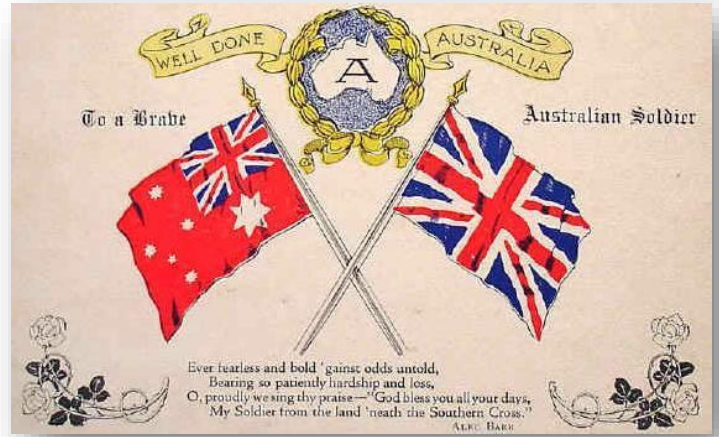 WELL DONE AUSTRALIA
A
To a Brave Australian Soldier
Ever fearless and bold 'gainst odds untold,
Bearing so patiently hardship and loss,
O, proudly we sing thy praise—"God bless you all your days,
My Soldier from the land 'neath the Southern Cross."
ALEC BARR